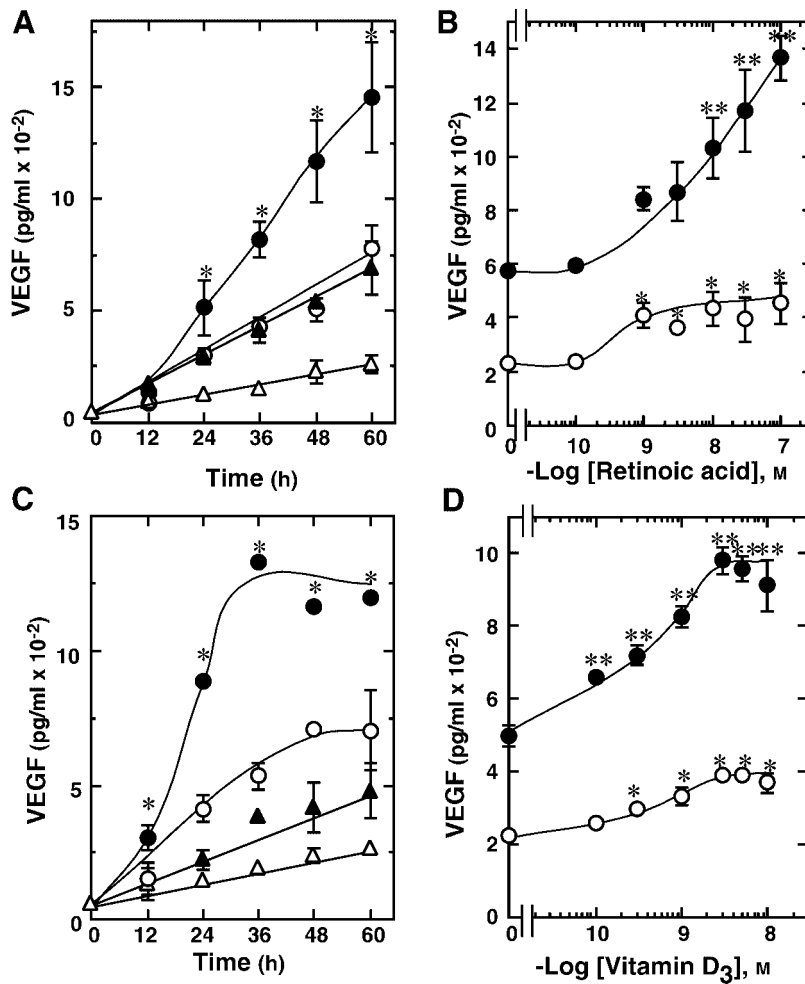 A
VEGF (pg/ml x 10-2)
15
10
5
0
* * * *
0 12 24 36 48 60
Time (h)
B
VEGF (pg/ml x 10-2)
14
12
10
8
6
4
2
0
** ** **
* * * * *
0 10 9 8 7
-Log [Retinoic acid], M
C
VEGF (pg/ml x 10-2)
15
10
5
0
* * * * *
0 12 24 36 48 60
Time (h)
D
VEGF (pg/ml x 10-2)
10
8
6
4
2
0
** ** ** ** ** **
* * * * *
0 10 9 8
-Log [Vitamin D3], M